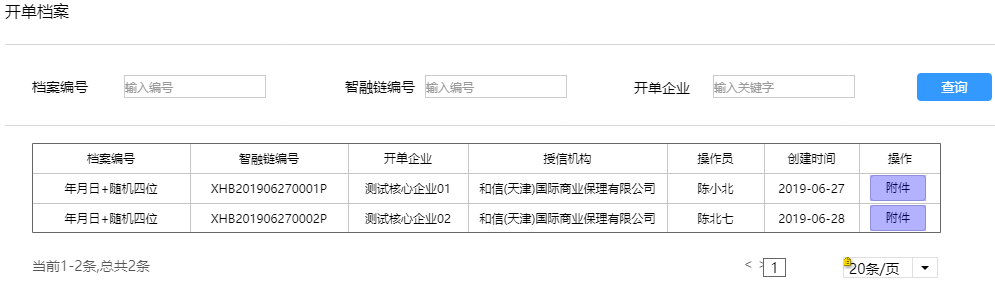 开单档案
档案编号 输入编号 智融链编号 输入编号 开单企业 输入关键字 查询
档案编号 智融链编号 开单企业 授信机构 操作员 创建时间 操作
年月日+随机四位 XHB201906270001P 测试核心企业01 和信(天津)国际商业保理有限公司 陈小北 2019-06-27 附件
年月日+随机四位 XHB201906270002P 测试核心企业02 和信(天津)国际商业保理有限公司 陈北七 2019-06-28 附件
当前1-2条,总共2条 < > 1 20条/页